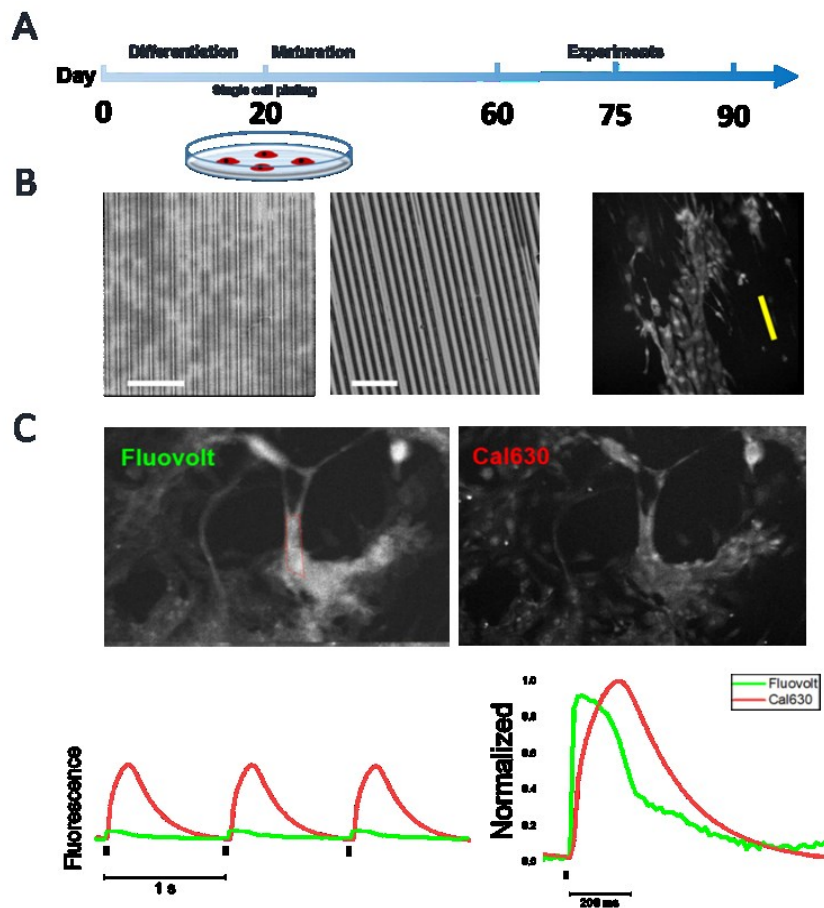 A
Differentiation Maturation Experiments
Day
Single cell plating
0 20 60 75 90
B
C
Fluovolt Cal630
Fluorescence
1 s
Normalized
1.0
0.8
0.6
0.4
0.2
0.0
Fluovolt
Cal630
200 ms